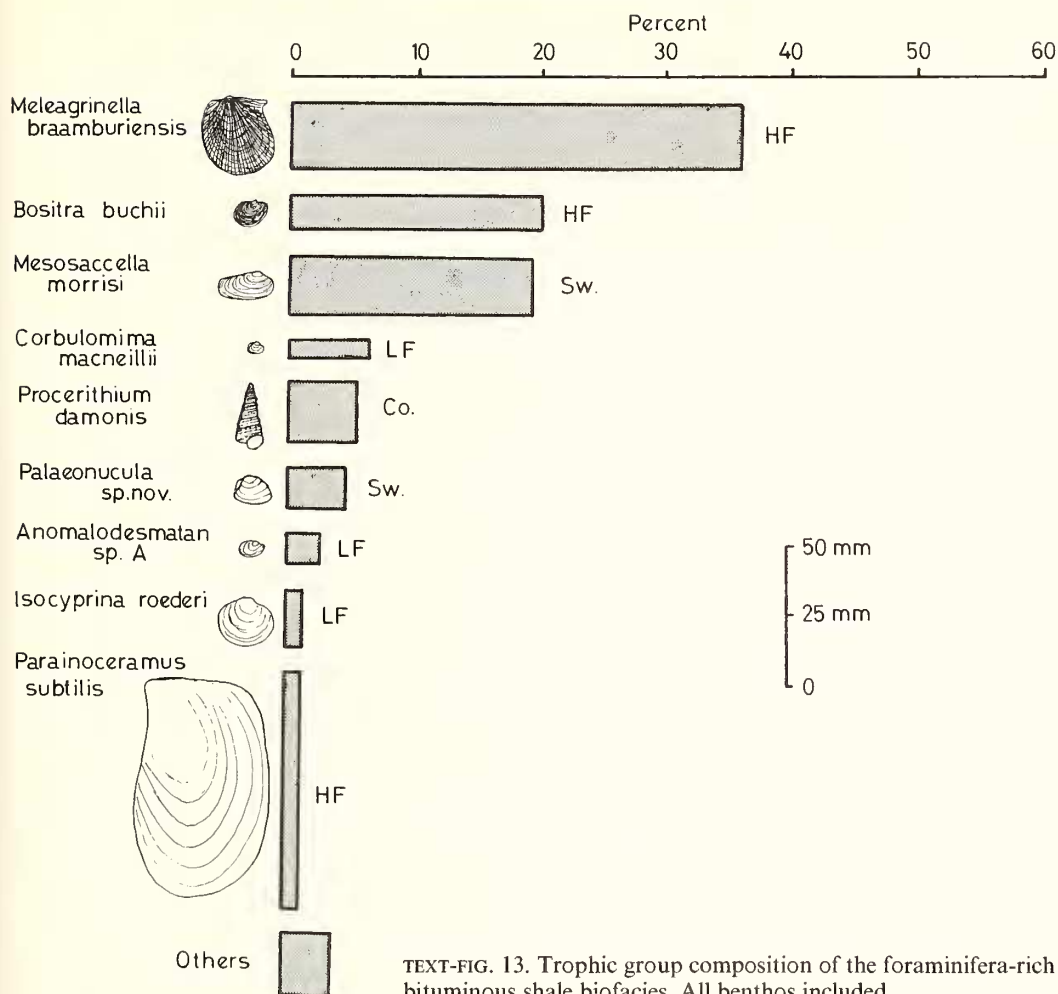 Percent
0 10 20 30 40 50 60
Meleagrinella
braamburiensis
HF
Bositra buchii
HF
Mesosaccella
morrisi
Sw.
Corbulomima
macneillii
LF
Procerithium
damonis
Co.
Palaeonucula
sp.nov.
Sw.
Anomalodesmatan
sp. A
LF
Isocyprina roederi
LF
50 mm
25 mm
0
Parainoceramus
subtilis
HF
Others
TEXT-FIG. 13. Trophic group composition of the foraminifera-rich
bituminous shale biofacies. All benthos included.